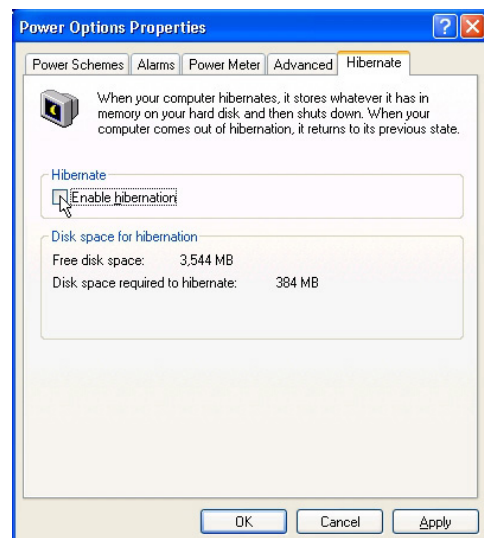 Power Options Properties
Power Schemes Alarms Power Meter Advanced Hibernate
When your computer hibernates, it stores whatever it has in
memory on your hard disk and then shuts down. When your
computer comes out of hibernation, it returns to its previous state.
Hibernate
Enable hibernation
Disk space for hibernation
Free disk space: 3,544 MB
Disk space required to hibernate: 384 MB
OK Cancel Apply